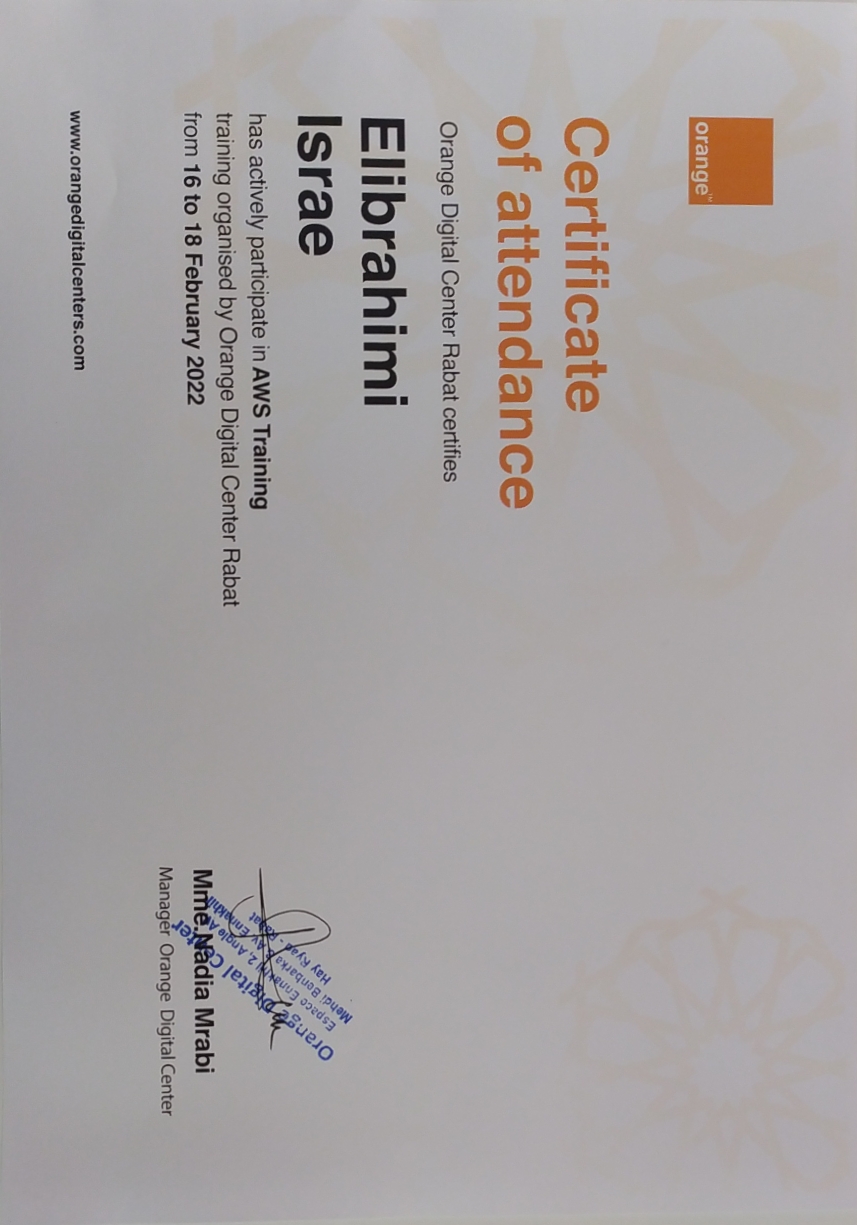 orange™
Certificate
of attendance
Orange Digital Center Rabat certifies
Elibrahimi
Israe
has actively participate in AWS Training
training organised by Orange Digital Center Rabat
from 16 to 18 February 2022
www.orangedigitalcenters.com
Orange Digital Center
Espace Ennakhil 2, Angle Av
Mehdi Benbarka & Av. Ennakhil
Hay Ryad - Rabat
Mme.Nadia Mrabi
Manager Orange Digital Center